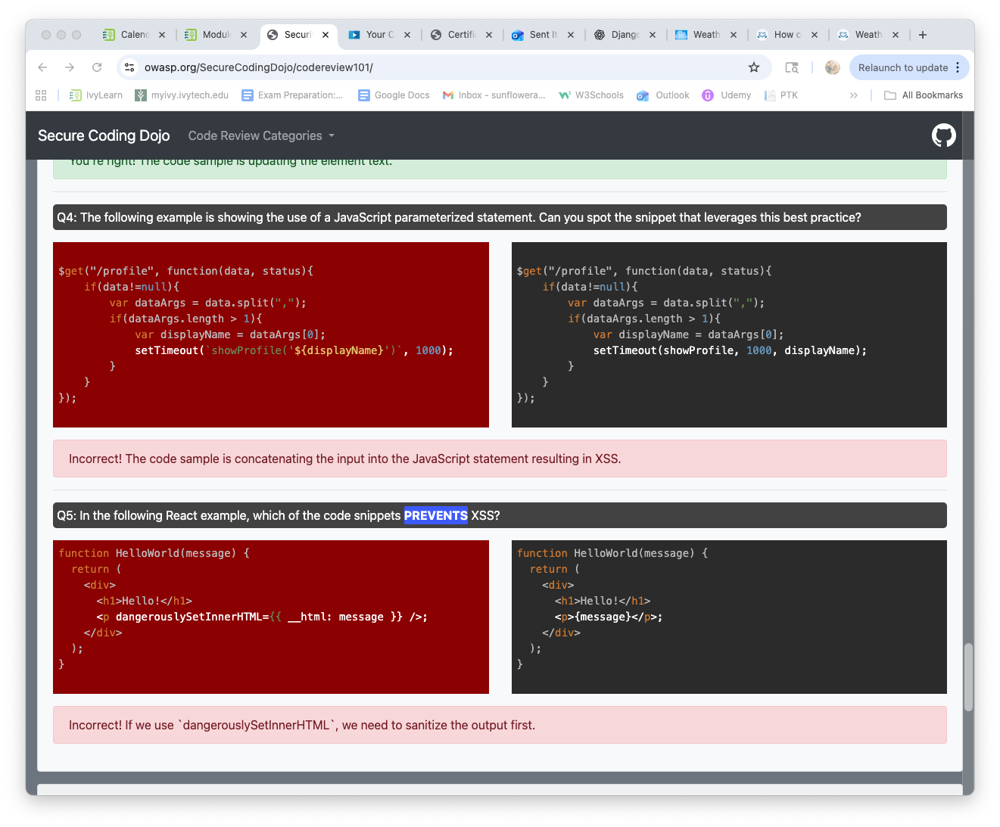 Calenc
Modul
Securi
Your C
Certifi
Sent It
Djang
Weath
How c
Weath
owasp.org/SecureCodingDojo/codereview101/
Relaunch to update
IvyLearn
myivy.ivytech.edu
Exam Preparation:...
Google Docs
Inbox - sunflowera...
W3Schools
Outlook
Udemy
PTK
All Bookmarks
Secure Coding Dojo
Code Review Categories
You're right! The code sample is updating the element text.
Q4: The following example is showing the use of a JavaScript parameterized statement. Can you spot the snippet that leverages this best practice?
$get("/profile", function(data, status){
    if(data!=null){
        var dataArgs = data.split(",");
        if(dataArgs.length > 1){
            var displayName = dataArgs[0];
            setTimeout(`showProfile('${displayName}')`, 1000);
        }
    }
});
$get("/profile", function(data, status){
    if(data!=null){
        var dataArgs = data.split(",");
        if(dataArgs.length > 1){
            var displayName = dataArgs[0];
            setTimeout(showProfile, 1000, displayName);
        }
    }
});
Incorrect! The code sample is concatenating the input into the JavaScript statement resulting in XSS.
Q5: In the following React example, which of the code snippets PREVENTS XSS?
function HelloWorld(message) {
  return (
    <div>
      <h1>Hello!</h1>
      <p dangerouslySetInnerHTML={{ __html: message }} />;
    </div>
  );
}
function HelloWorld(message) {
  return (
    <div>
      <h1>Hello!</h1>
      <p>{message}</p>;
    </div>
  );
}
Incorrect! If we use `dangerouslySetInnerHTML`, we need to sanitize the output first.